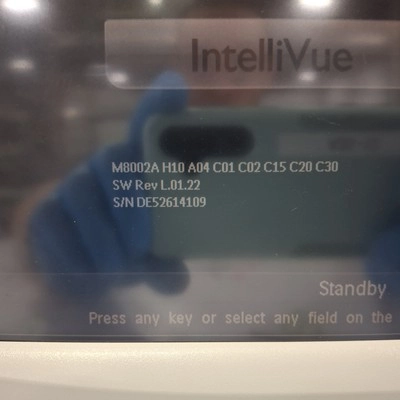 IntelliVue
M8002A H10 A04 C01 C02 C15 C20 C30
SW Rev L.01.22
S/N DE52614109
Standby
Press any key or select any field on the